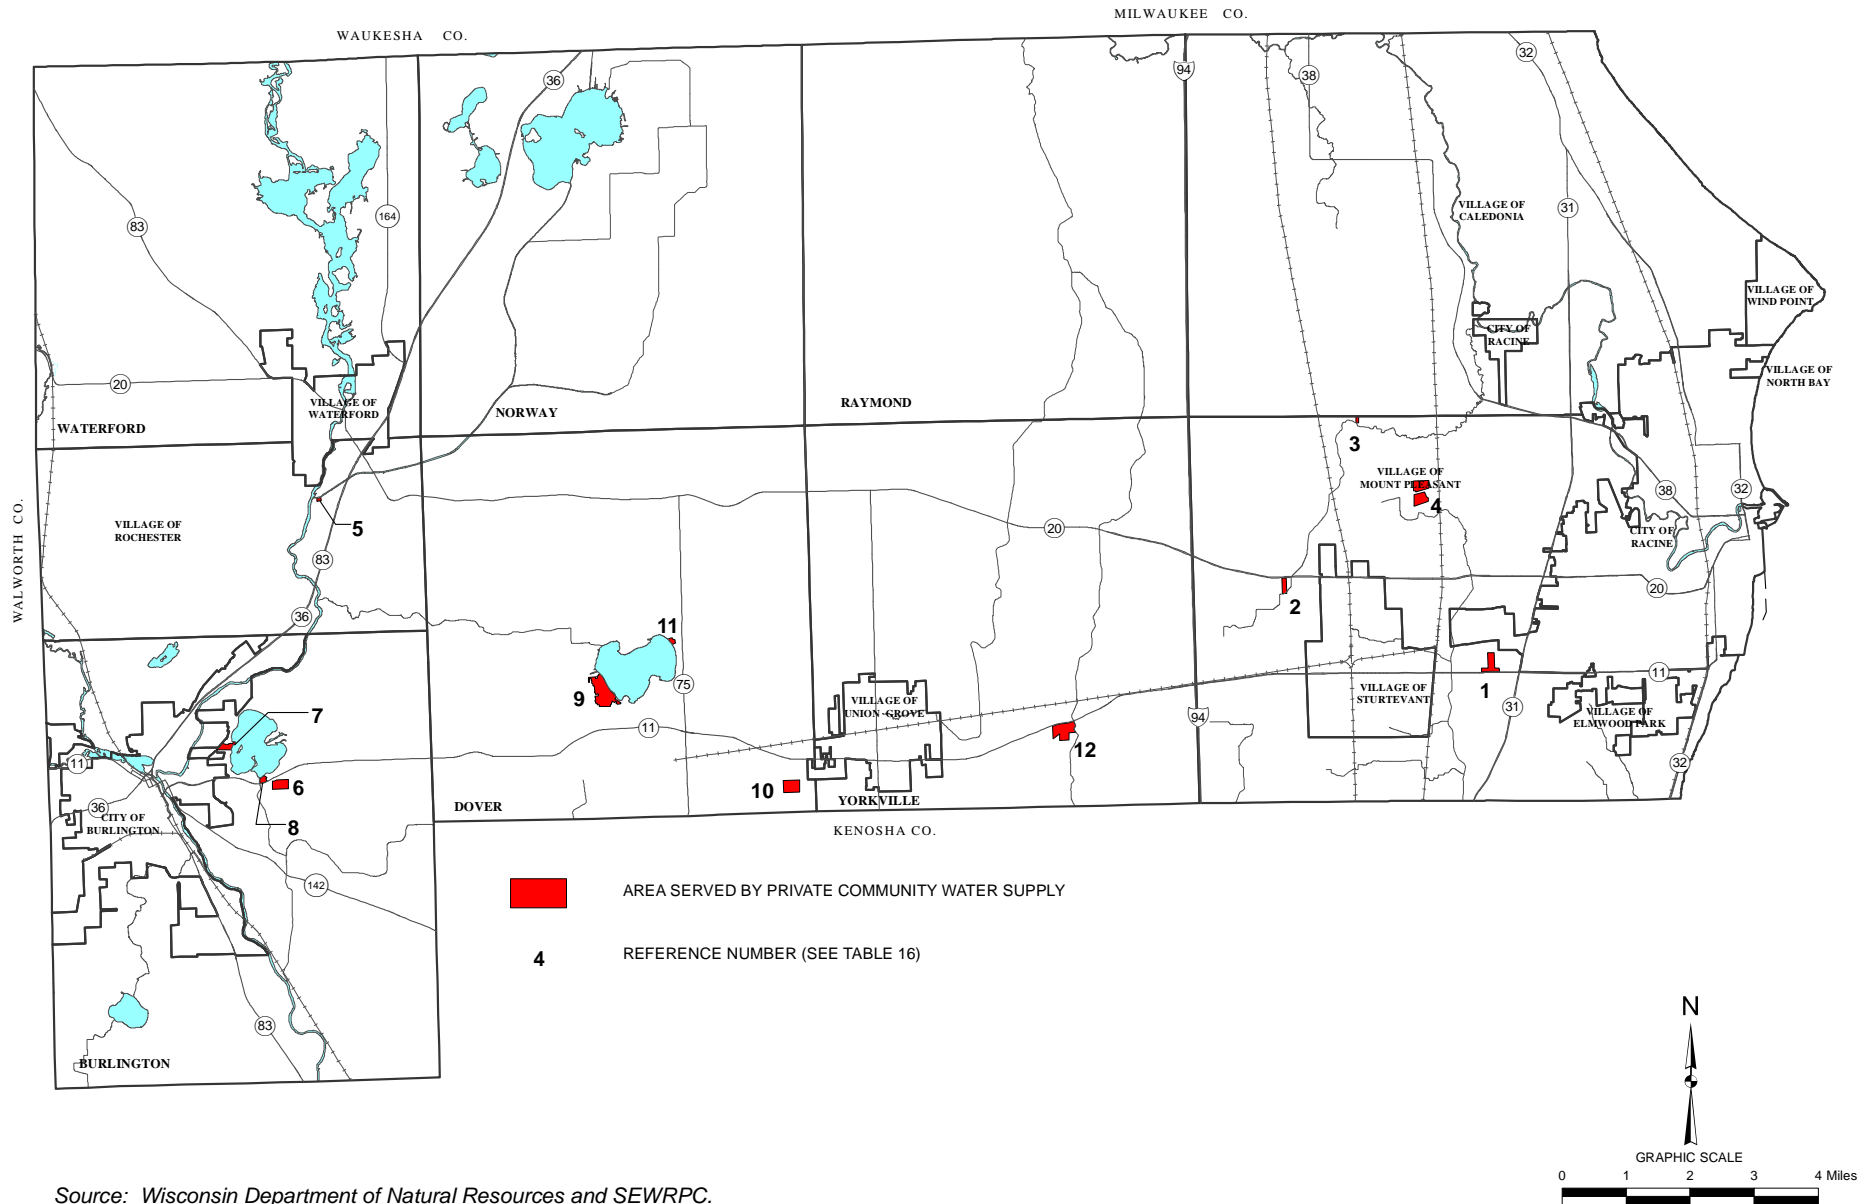 MILWAUKEE CO.
WAUKESHA CO.
32
94
38
36
83
164
31
VILLAGE OF
CALEDONIA
VILLAGE OF
WIND POINT
CITY OF
RACINE
VILLAGE OF
NORTH BAY
20
VILLAGE OF
WATERFORD
NORWAY
RAYMOND
WATERFORD
3
VILLAGE OF
MOUNT PLEASANT
4
38
32
WALWORTH CO.
VILLAGE OF
ROCHESTER
5
20
CITY OF
RACINE
83
20
2
36
11
9
75
11
1
VILLAGE OF
STURTEVANT
31
VILLAGE OF
ELMWOOD PARK
7
VILLAGE OF
UNION GROVE
94
11
12
11
32
6
10
36
CITY OF
BURLINGTON
8
DOVER
YORKVILLE
KENOSHA CO.
142
AREA SERVED BY PRIVATE COMMUNITY WATER SUPPLY
4
REFERENCE NUMBER (SEE TABLE 16)
83
BURLINGTON
N
GRAPHIC SCALE
0 1 2 3 4 Miles
Source: Wisconsin Department of Natural Resources and SEWRPC.